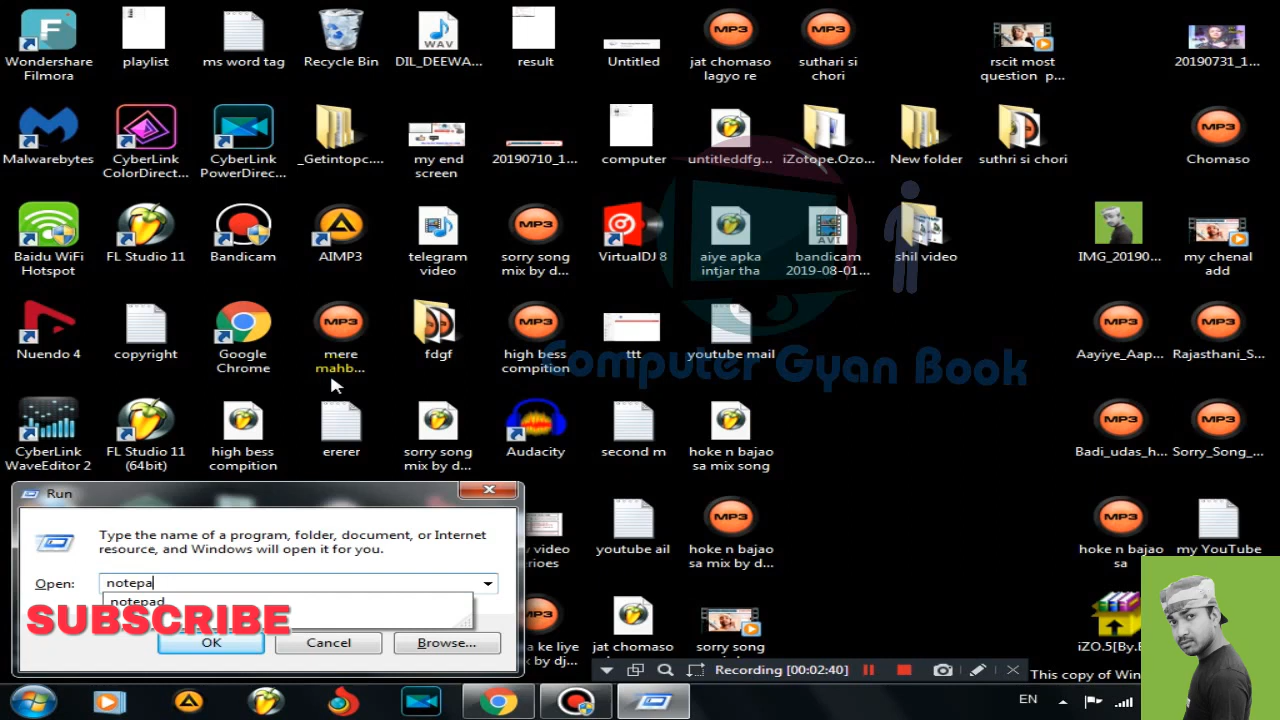 Wondershare
Filmora
playlist
ms word tag
Recycle Bin
DIL_DEEWA...
result
Untitled
jat chomaso
lagyo re
suthari si
chori
rscit most
question p...
20190731_1...
Malwarebytes
CyberLink
ColorDirect...
CyberLink
PowerDirec...
_Getintopc....
my end
screen
20190710_1...
computer
untitleddfg...
iZotope.Ozo...
New folder
suthri si chori
Chomaso
Baidu WiFi
Hotspot
FL Studio 11
Bandicam
AIMP3
telegram
video
sorry song
mix by d...
VirtualDJ 8
aiye apka
intjar tha
bandicam
2019-08-01...
shil video
IMG_20190...
my chenal
add
Nuendo 4
copyright
Google
Chrome
mere
mahb...
fdgf
high bess
compition
ttt
youtube mail
Computer Gyan Book
Aayiye_Aap...
Rajasthani_S...
CyberLink
WaveEditor 2
FL Studio 11
(64bit)
high bess
compition
ererer
sorry song
mix by d...
Audacity
second m
hoke n bajao
sa mix song
Badi_udas_h...
Sorry_Song_...
Run
Type the name of a program, folder, document, or Internet
resource, and Windows will open it for you.
Open:
notepa
notepad
SUBSCRIBE
OK
Cancel
Browse...
video
youtube ail
hoke n bajao
sa mix by d...
hoke n bajao
sa
my YouTube
ke liye
by dj...
jat chomaso
sorry song
iZO.5[By.E
Recording [00:02:40]
This copy of Win
EN